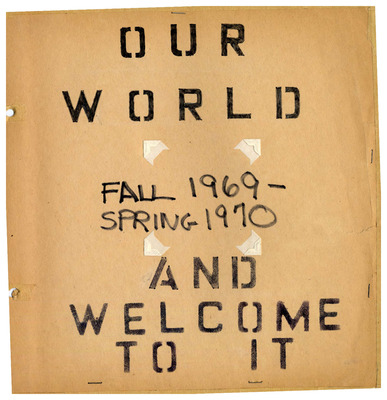 OUR
WORLD
FALL 1969-
SPRING 1970
AND
WELCOME
TO IT